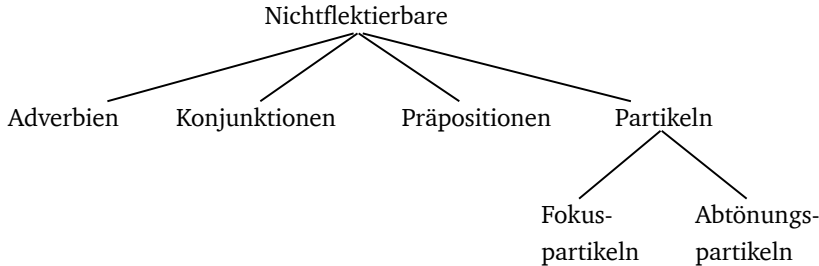 Nichtflektierbare
Adverbien Konjunktionen Präpositionen Partikeln
Fokus- Abtönungs-
partikeln partikeln